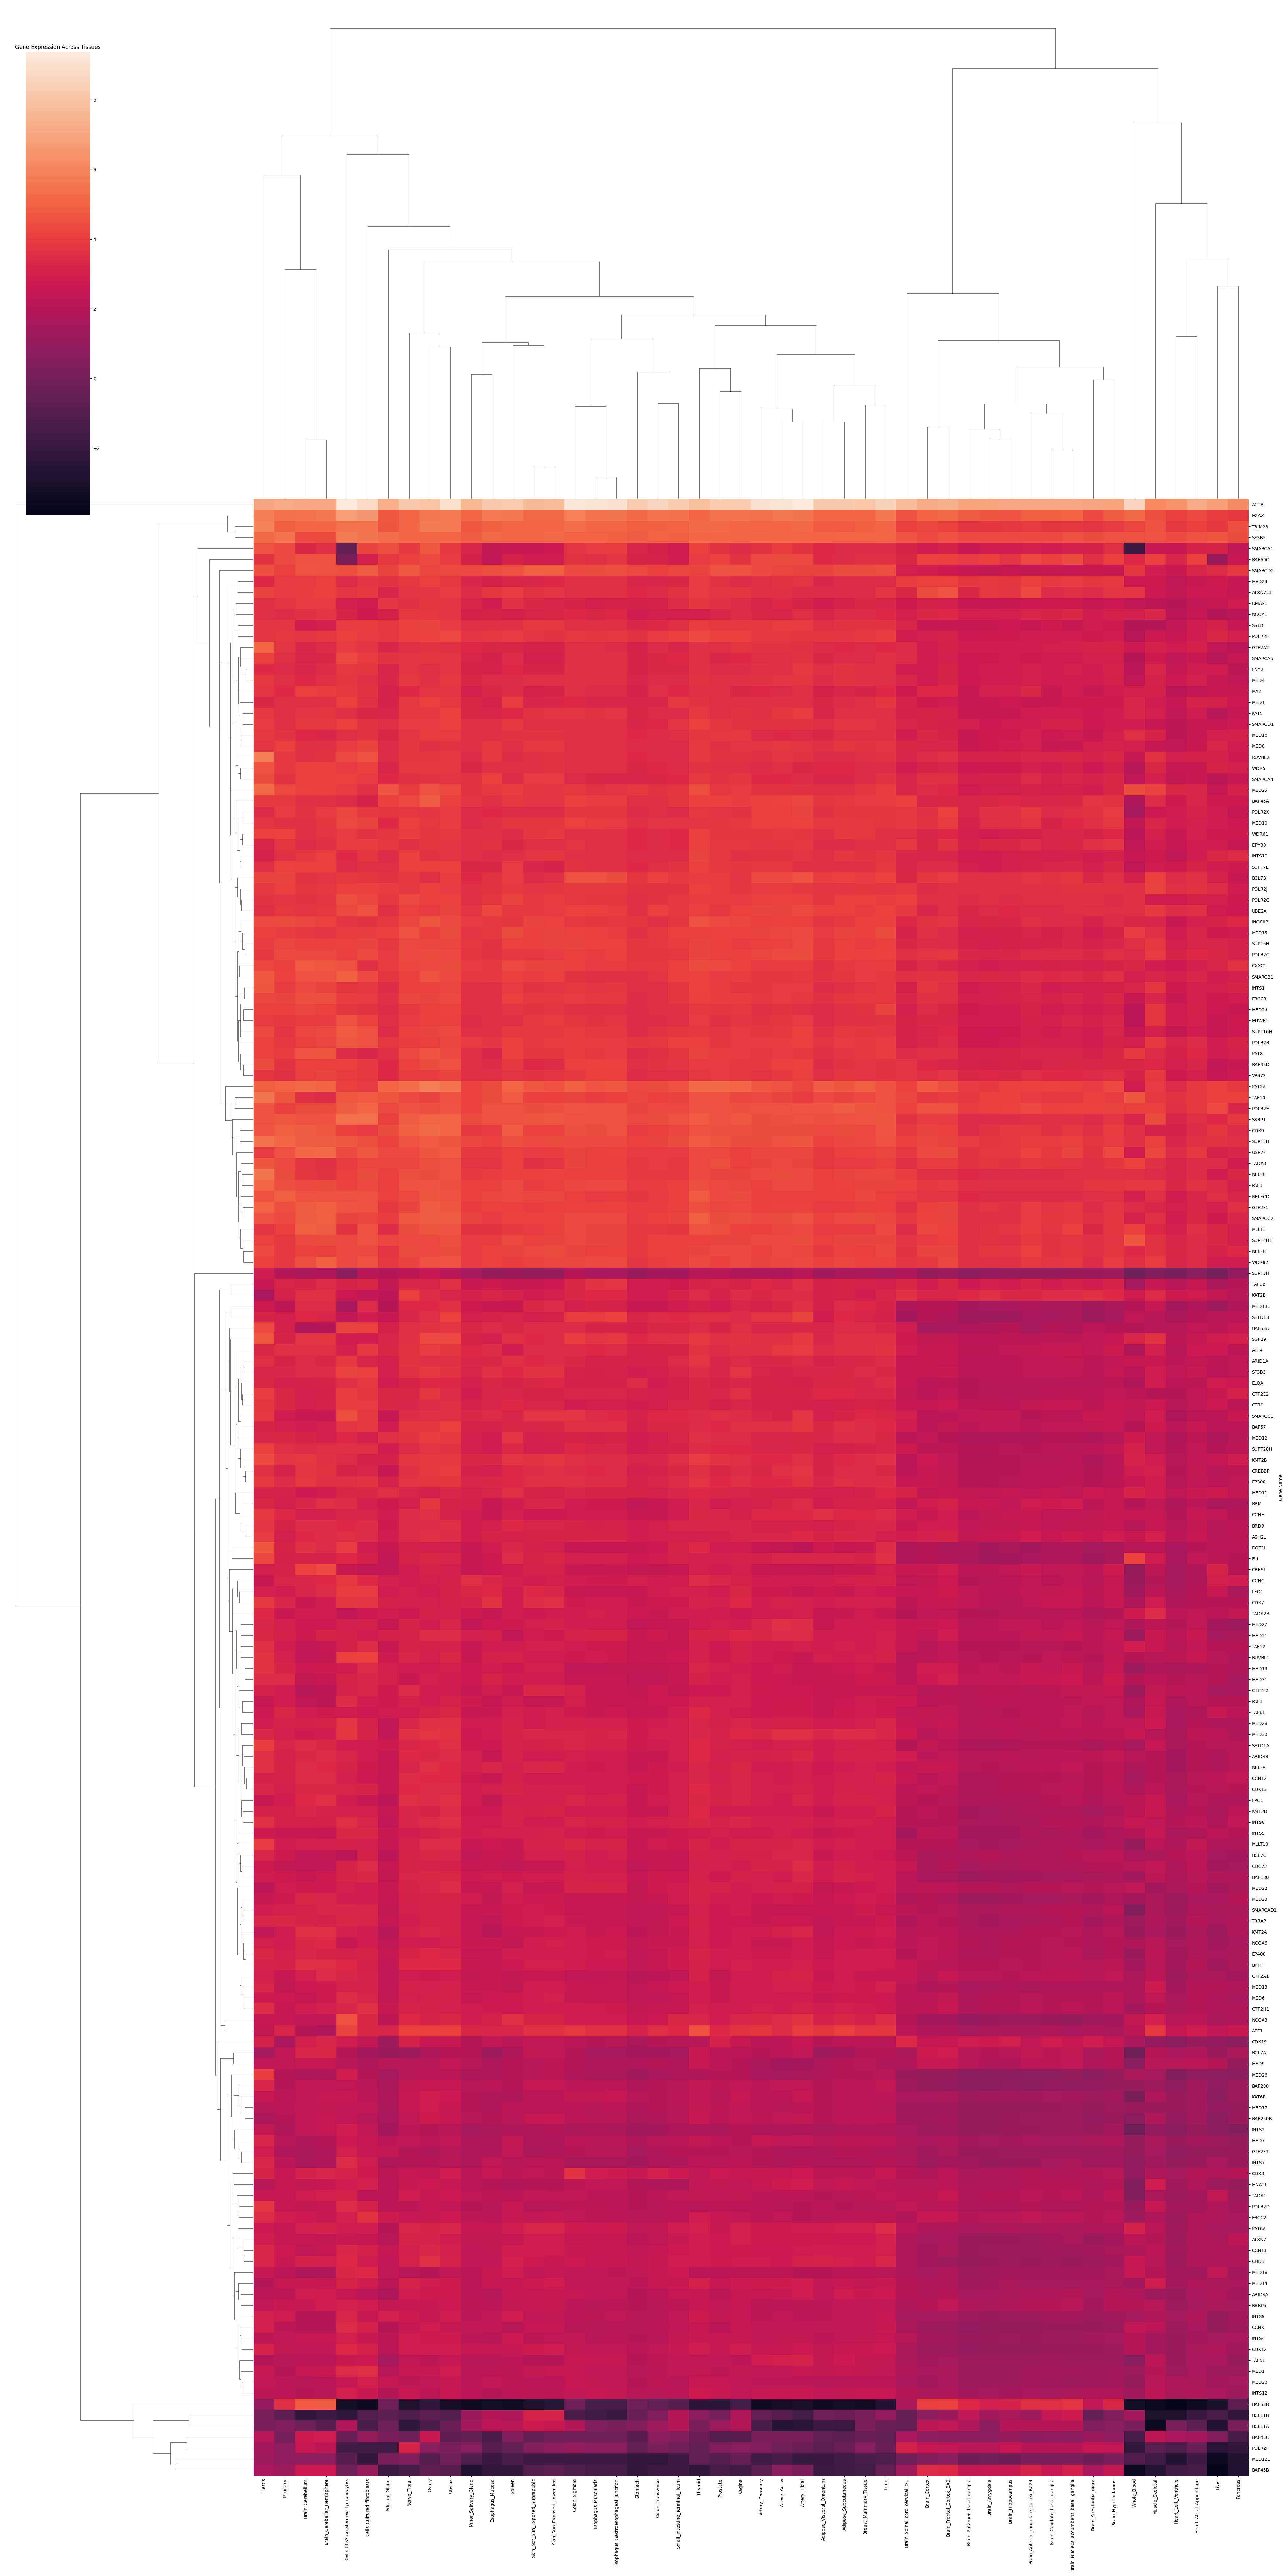 Gene Expression Across Tissues
8
6
4
2
0
−2
ACTB
H2AZ
TRIM28
SF3B5
SMARCA1
BAF60C
SMARCD2
MED29
ATXN7L3
DMAP1
NCOA1
SS18
POLR2H
GTF2A2
SMARCA5
ENY2
MED4
MAZ
MED1
KAT5
SMARCD1
MED16
MED8
RUVBL2
WDR5
SMARCA4
MED25
BAF45A
POLR2K
MED10
WDR61
DPY30
INTS10
SUPT7L
BCL7B
POLR2J
POLR2G
UBE2A
INO80B
MED15
SUPT6H
POLR2C
CXXC1
SMARCB1
INTS1
ERCC3
MED24
HUWE1
SUPT16H
POLR2B
KAT8
BAF45D
VPS72
KAT2A
TAF10
POLR2E
SSRP1
CDK9
SUPT5H
USP22
TADA3
NELFE
PAF1
NELFCD
GTF2F1
SMARCC2
MLLT1
SUPT4H1
NELFB
WDR82
SUPT3H
TAF9B
KAT2B
MED13L
SETD1B
BAF53A
SGF29
AFF4
ARID1A
SF3B3
ELOA
GTF2E2
CTR9
SMARCC1
BAF57
MED12
SUPT20H
KMT2B
CREBBP
EP300
MED11
BRM
CCNH
BRD9
ASH2L
DOT1L
ELL
CREST
CCNC
LEO1
CDK7
TADA2B
MED27
MED21
TAF12
RUVBL1
MED19
MED31
GTF2F2
PAF1
TAF6L
MED28
MED30
SETD1A
ARID4B
NELFA
CCNT2
CDK13
EPC1
KMT2D
INTS8
INTS5
MLLT10
BCL7C
CDC73
BAF180
MED22
MED23
SMARCAD1
TRRAP
KMT2A
NCOA6
EP400
BPTF
GTF2A1
MED13
MED6
GTF2H1
NCOA3
AFF1
CDK19
BCL7A
MED9
MED26
BAF200
KAT6B
MED17
BAF250B
INTS2
MED7
GTF2E1
INTS7
CDK8
MNAT1
TADA1
POLR2D
ERCC2
KAT6A
ATXN7
CCNT1
CHD1
MED18
MED14
ARID4A
RBBP5
INTS9
CCNK
INTS4
CDK12
TAF5L
MED1
MED20
INTS12
BAF53B
BCL11B
BCL11A
BAF45C
POLR2F
MED12L
BAF45B
Gene Name
Testis
Pituitary
Brain_Cerebellum
Brain_Cerebellar_Hemisphere
Cells_EBV-transformed_lymphocytes
Cells_Cultured_fibroblasts
Adrenal_Gland
Nerve_Tibial
Ovary
Uterus
Minor_Salivary_Gland
Esophagus_Mucosa
Spleen
Skin_Not_Sun_Exposed_Suprapubic
Skin_Sun_Exposed_Lower_leg
Colon_Sigmoid
Esophagus_Muscularis
Esophagus_Gastroesophageal_Junction
Stomach
Colon_Transverse
Small_Intestine_Terminal_Ileum
Thyroid
Prostate
Vagina
Artery_Coronary
Artery_Aorta
Artery_Tibial
Adipose_Visceral_Omentum
Adipose_Subcutaneous
Breast_Mammary_Tissue
Lung
Brain_Spinal_cord_cervical_c-1
Brain_Cortex
Brain_Frontal_Cortex_BA9
Brain_Putamen_basal_ganglia
Brain_Amygdala
Brain_Hippocampus
Brain_Anterior_cingulate_cortex_BA24
Brain_Caudate_basal_ganglia
Brain_Nucleus_accumbens_basal_ganglia
Brain_Substantia_nigra
Brain_Hypothalamus
Whole_Blood
Muscle_Skeletal
Heart_Left_Ventricle
Heart_Atrial_Appendage
Liver
Pancreas